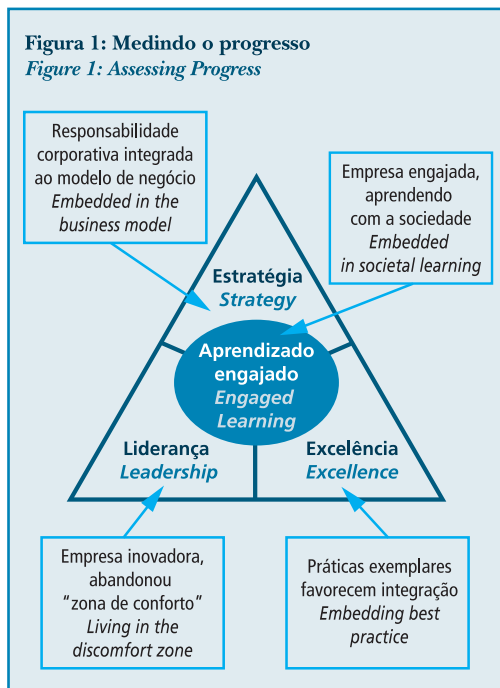 Figura 1: Medindo o progresso
Figure 1: Assessing Progress
Responsabilidade
corporativa integrada
ao modelo de negócio
Embedded in the
business model
Empresa engajada,
aprendendo
com a sociedade
Embedded
in societal learning
Estratégia
Strategy
Aprendizado
engajado
Engaged
Learning
Liderança
Leadership
Excelência
Excellence
Empresa inovadora,
abandonou
“zona de conforto”
Living in the
discomfort zone
Práticas exemplares
favorecem integração
Embedding best
practice